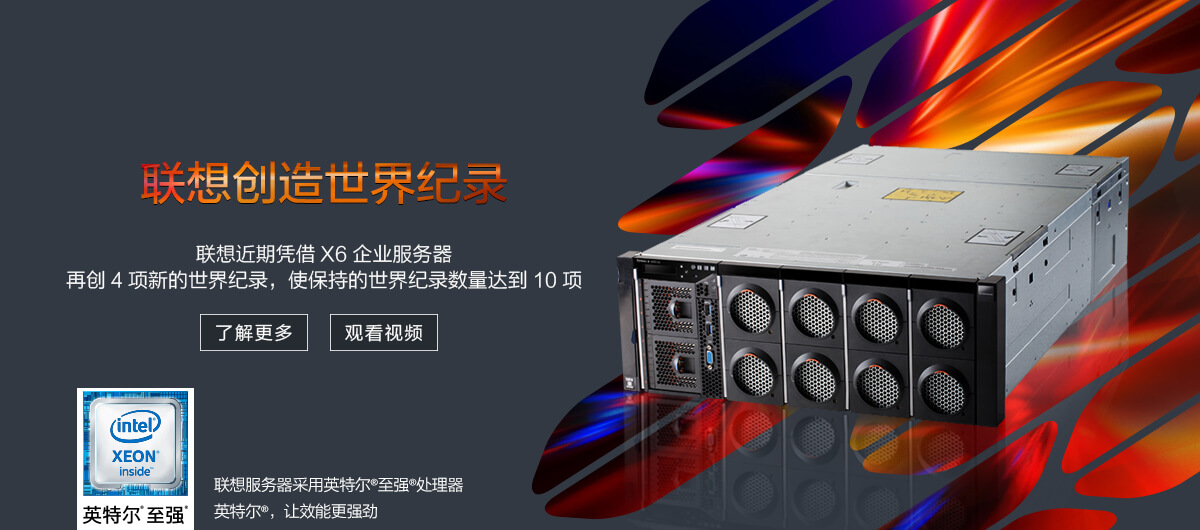 联想创造世界纪录
联想近期凭借 X6 企业服务器
再创 4 项新的世界纪录，使保持的世界纪录数量达到 10 项
了解更多
观看视频
intel
XEON®
inside™
英特尔®至强®
联想服务器采用英特尔®至强®处理器
英特尔®，让效能更强劲